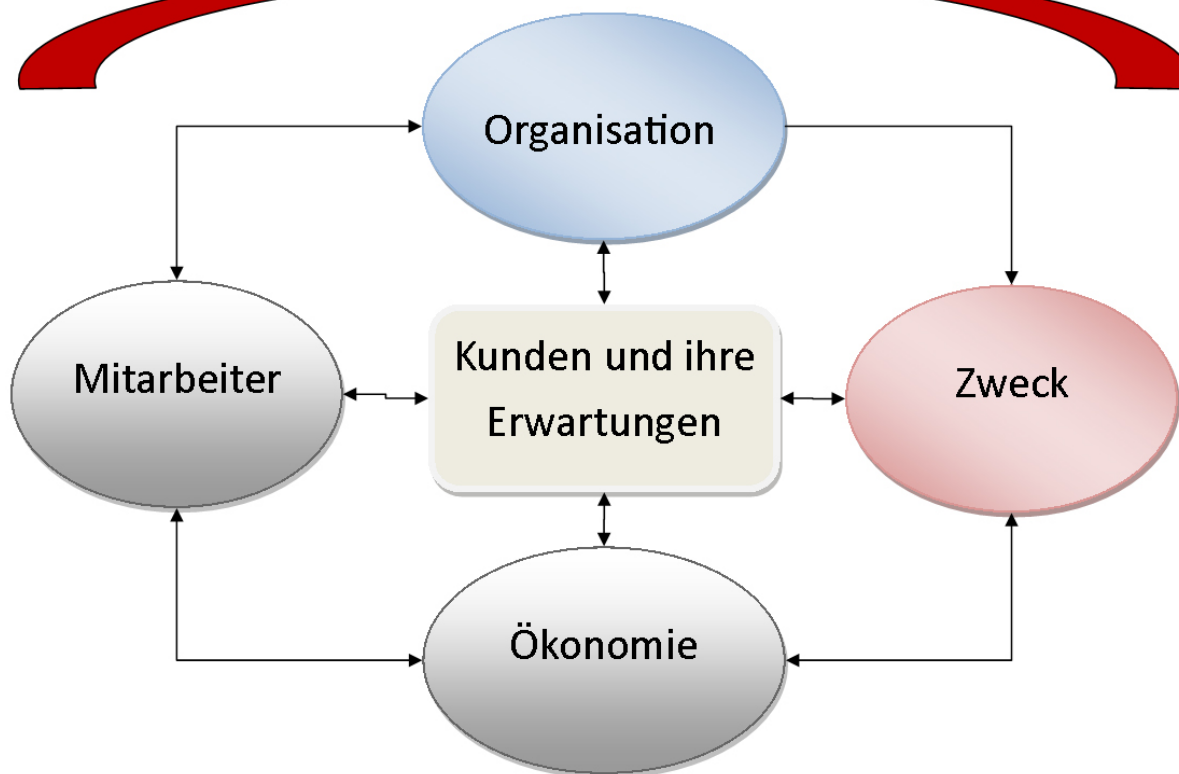 Organisation
Mitarbeiter
Kunden und ihre
Erwartungen
Zweck
Ökonomie